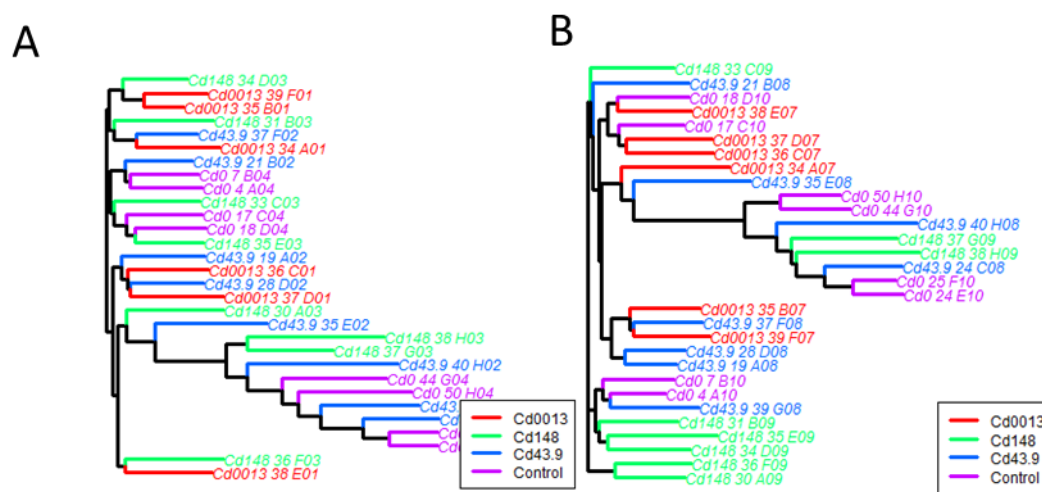 A
Cd148 34 D03
Cd0013 39 F01
Cd0013 35 B01
Cd148 31 B03
Cd43.9 37 F02
Cd0013 34 A01
Cd43.9 21 B02
Cd0 7 B04
Cd0 4 A04
Cd148 33 C03
Cd0 17 C04
Cd0 18 D04
Cd148 35 E03
Cd43.9 19 A02
Cd0013 36 C01
Cd43.9 28 D02
Cd0013 37 D01
Cd148 30 A03
Cd43.9 35 E02
Cd148 38 H03
Cd148 37 G03
Cd43.9 40 H02
Cd0 44 G04
Cd0 50 H04
Cd43.
Cd
Cd
Cd
Cd148 36 F03
Cd0013 38 E01
Cd0013
Cd148
Cd43.9
Control
B
Cd148 33 C09
Cd43.9 21 B08
Cd0 18 D10
Cd0013 38 E07
Cd0 17 C10
Cd0013 37 D07
Cd0013 36 C07
Cd0013 34 A07
Cd43.9 35 E08
Cd0 50 H10
Cd0 44 G10
Cd43.9 40 H08
Cd148 37 G09
Cd148 38 H09
Cd43.9 24 C08
Cd0 25 F10
Cd0 24 E10
Cd0013 35 B07
Cd43.9 37 F08
Cd0013 39 F07
Cd43.9 28 D08
Cd43.9 19 A08
Cd0 7 B10
Cd0 4 A10
Cd43.9 39 G08
Cd148 31 B09
Cd148 35 E09
Cd148 34 D09
Cd148 36 F09
Cd148 30 A09
Cd0013
Cd148
Cd43.9
Control